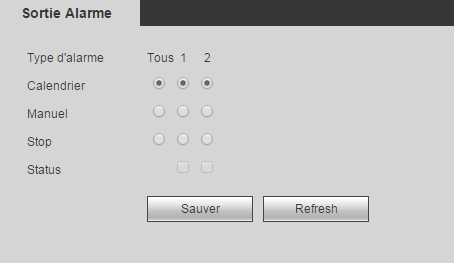 Sortie Alarme
Type d'alarme Tous 1 2
Calendrier
Manuel
Stop
Status
Sauver Refresh